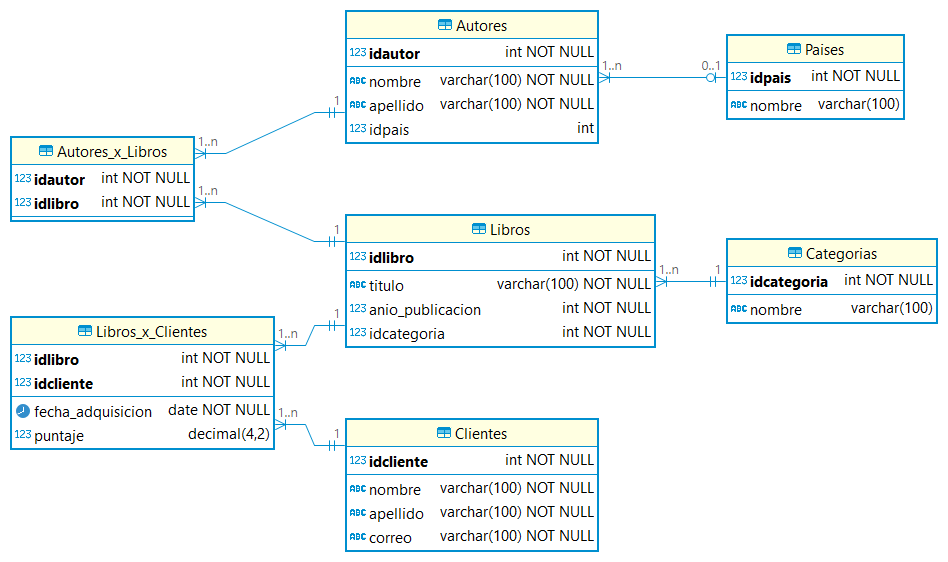 Autores
123 idautor int NOT NULL
ABC nombre varchar(100) NOT NULL
ABC apellido varchar(100) NOT NULL
123 idpais int
1..n
0..1
Paises
123 idpais int NOT NULL
ABC nombre varchar(100)
1
1..n
Autores_x_Libros
123 idautor int NOT NULL
123 idlibro int NOT NULL
1..n
1
Libros
123 idlibro int NOT NULL
ABC titulo varchar(100) NOT NULL
123 anio_publicacion int NOT NULL
123 idcategoria int NOT NULL
1..n
1
Categorias
123 idcategoria int NOT NULL
ABC nombre varchar(100)
1
1..n
Libros_x_Clientes
123 idlibro int NOT NULL
123 idcliente int NOT NULL
fecha_adquisicion date NOT NULL
123 puntaje decimal(4,2)
1..n
1
Clientes
123 idcliente int NOT NULL
ABC nombre varchar(100) NOT NULL
ABC apellido varchar(100) NOT NULL
ABC correo varchar(100) NOT NULL